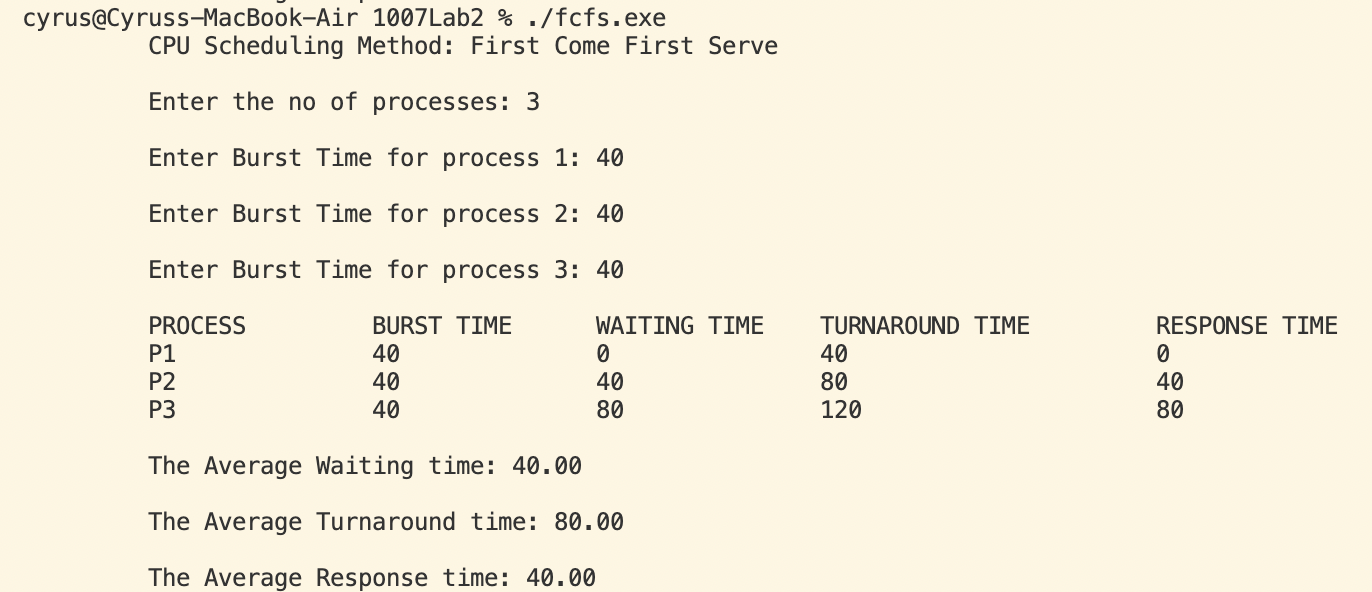 cyrus@Cyruss-MacBook-Air 1007Lab2 % ./fcfs.exe
CPU Scheduling Method: First Come First Serve
Enter the no of processes: 3
Enter Burst Time for process 1: 40
Enter Burst Time for process 2: 40
Enter Burst Time for process 3: 40
PROCESS BURST TIME WAITING TIME TURNAROUND TIME RESPONSE TIME
P1 40 0 40 0
P2 40 40 80 40
P3 40 80 120 80
The Average Waiting time: 40.00
The Average Turnaround time: 80.00
The Average Response time: 40.00